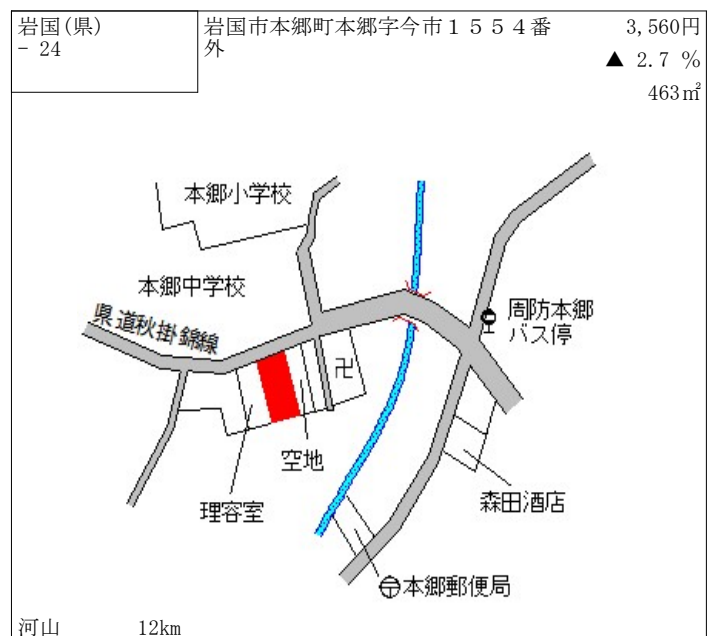 岩国(県)
- 24
岩国市本郷町本郷字今市１５５４番
外
3,560円
▲ 2.7 %
463㎡
本郷小学校
本郷中学校
県道秋掛錦線
周防本郷
バス停
卍
空地
理容室
森田酒店
〶本郷郵便局
河山 12km